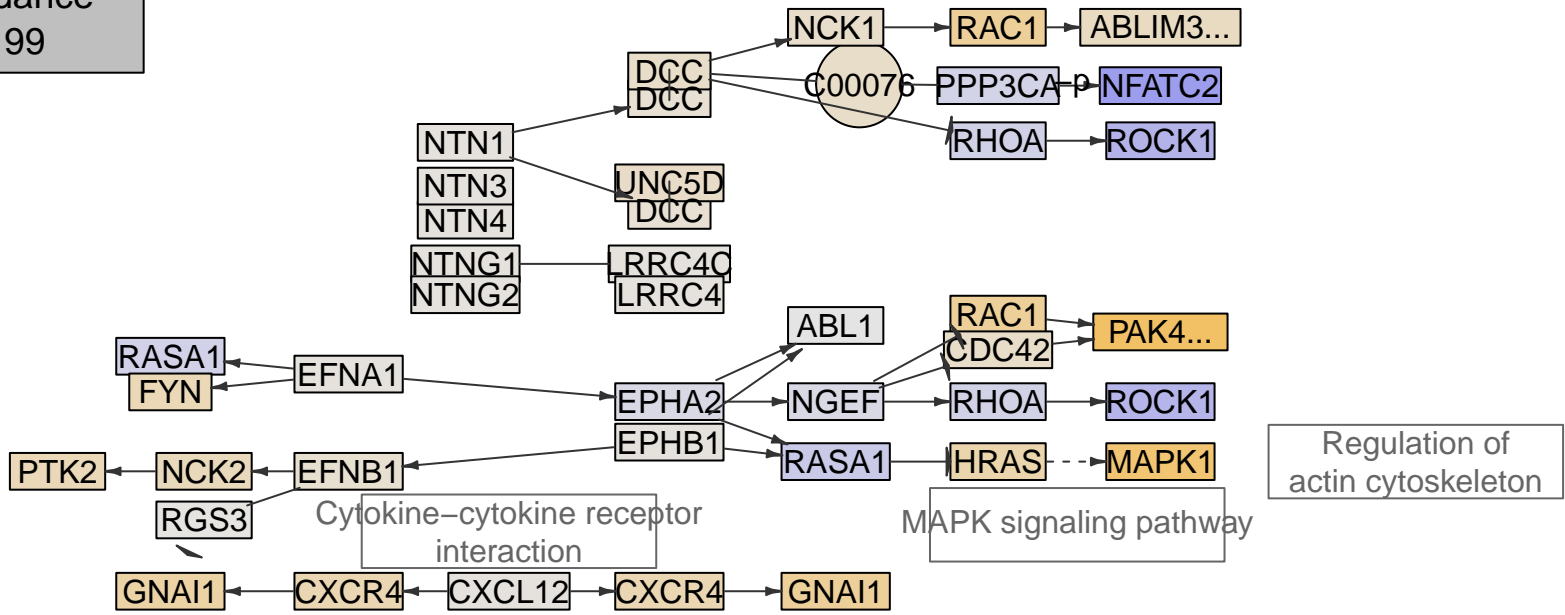 99
NCK1
RAC1
ABLIM3...
DCC
DCC
C00076
PPP3CA
–p
NFATC2
NTN1
RHOA
ROCK1
NTN3
UNC5D
NTN4
DCC
NTNG1
LRRC4C
NTNG2
LRRC4
RAC1
ABL1
PAK4...
RASA1
CDC42
EFNA1
FYN
EPHA2
NGEF
RHOA
ROCK1
EPHB1
Regulation of
actin cytoskeleton
PTK2
NCK2
EFNB1
RASA1
HRAS
MAPK1
RGS3
Cytokine–cytokine receptor
interaction
MAPK signaling pathway
GNAI1
CXCR4
CXCL12
CXCR4
GNAI1